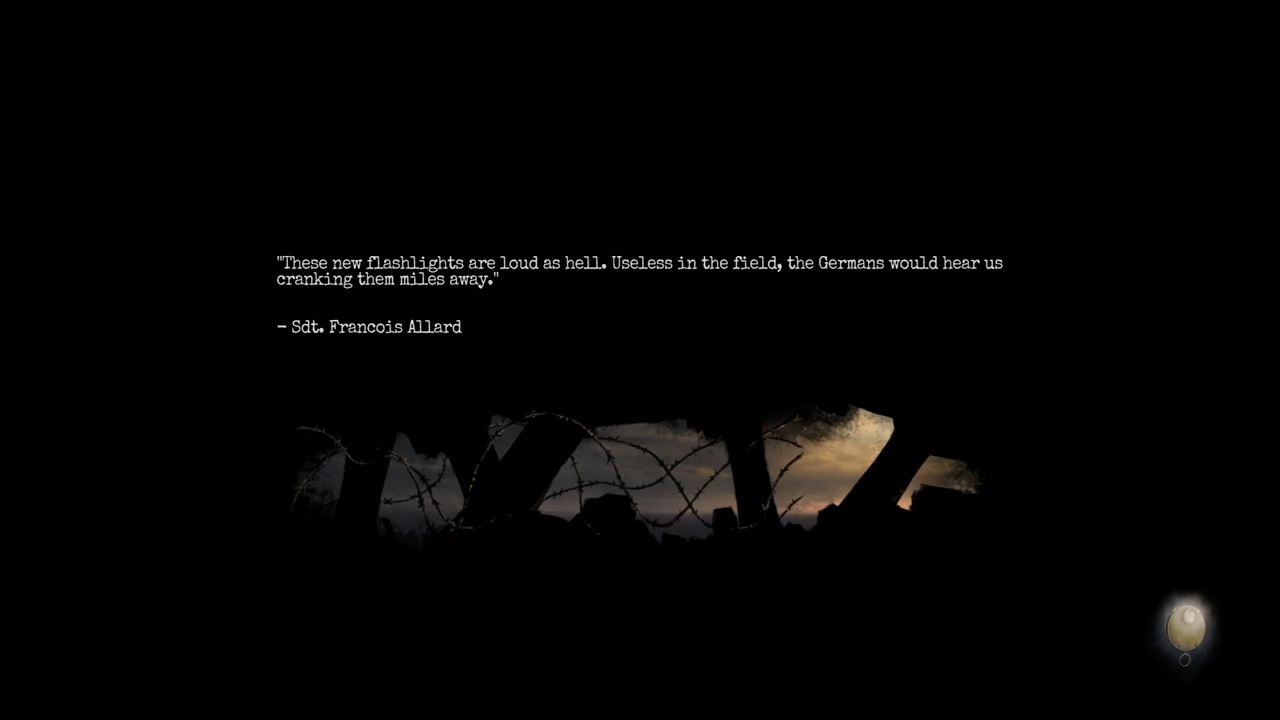 "These new flashlights are loud as hell. Useless in the field, the Germans would hear us
cranking them miles away."
- Sdt. Francois Allard